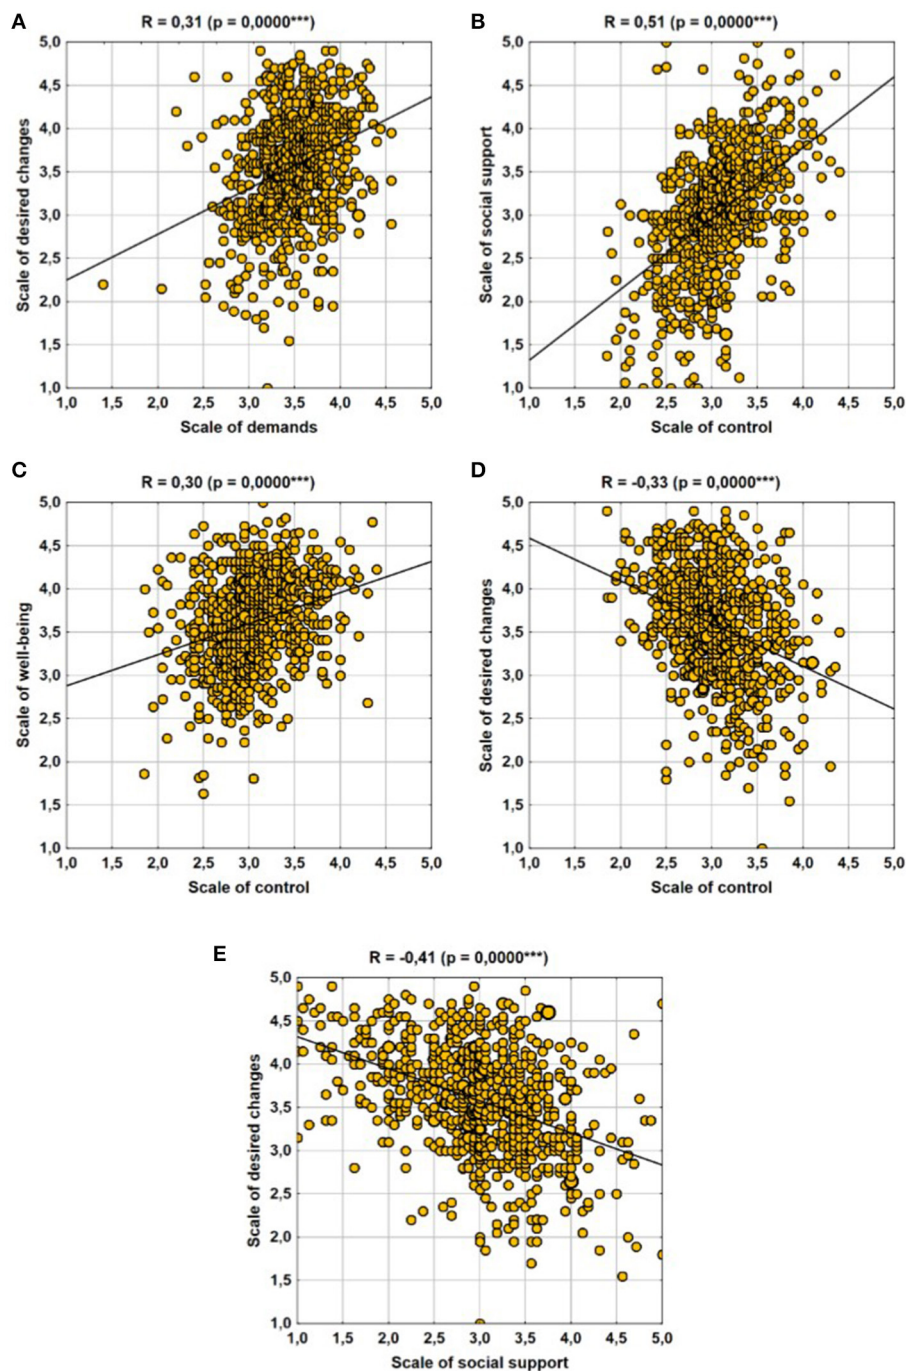 A
R = 0,31 (p = 0,0000***)
5,0
4,5
4,0
3,5
3,0
2,5
2,0
1,5
1,0
Scale of desired changes
1,0 1,5 2,0 2,5 3,0 3,5 4,0 4,5 5,0
Scale of demands
B
R = 0,51 (p = 0,0000***)
5,0
4,5
4,0
3,5
3,0
2,5
2,0
1,5
1,0
Scale of social support
1,0 1,5 2,0 2,5 3,0 3,5 4,0 4,5 5,0
Scale of control
C
R = 0,30 (p = 0,0000***)
5,0
4,5
4,0
3,5
3,0
2,5
2,0
1,5
1,0
Scale of well-being
1,0 1,5 2,0 2,5 3,0 3,5 4,0 4,5 5,0
Scale of control
D
R = -0,33 (p = 0,0000***)
5,0
4,5
4,0
3,5
3,0
2,5
2,0
1,5
1,0
Scale of desired changes
1,0 1,5 2,0 2,5 3,0 3,5 4,0 4,5 5,0
Scale of control
E
R = -0,41 (p = 0,0000***)
5,0
4,5
4,0
3,5
3,0
2,5
2,0
1,5
1,0
Scale of desired changes
1,0 1,5 2,0 2,5 3,0 3,5 4,0 4,5 5,0
Scale of social support